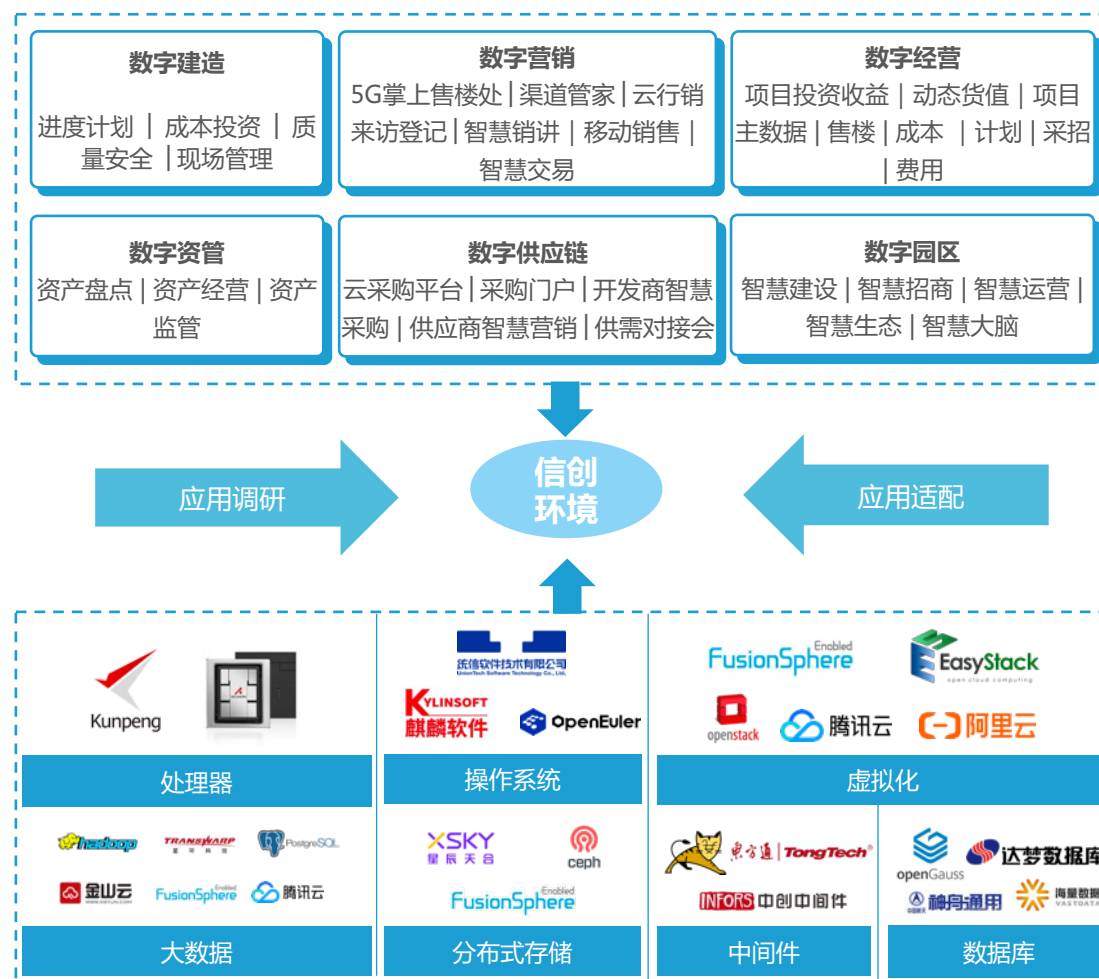 数字建造
进度计划 | 成本投资 | 质
量安全 |现场管理
数字营销
5G掌上售楼处|渠道管家|云行销
来访登记|智慧销讲 | 移动销售 |
智慧交易
数字经营
项目投资收益 | 动态货值 | 项目
主数据 | 售楼 | 成本 | 计划 | 采招
| 费用
数字资管
资产盘点 | 资产经营 | 资产
监管
数字供应链
云采购平台 | 采购门户 | 开发商智慧
采购 | 供应商智慧营销 | 供需对接会
数字园区
智慧建设 | 智慧招商 | 智慧运营 |
智慧生态 | 智慧大脑
应用调研
信创
环境
应用适配
Kunpeng
处理器
统信软件技术有限公司
UnionTech Software Technology Co., Ltd.
KYLINSOFT
麒麟软件
OpenEuler
操作系统
FusionSphere Enabled
EasyStack
open cloud computing
openstack
腾讯云
阿里云
虚拟化
hadoop
TRANSWARP
星环科技
PostgreSQL
金山云
WWW.KSYUN.COM
FusionSphere Enabled
腾讯云
大数据
XSKY
星辰天合
ceph
FusionSphere Enabled
分布式存储
东方通 | TongTech®
INFORS 中创中间件
中间件
openGauss
达梦数据库
神舟通用
海量数据
VASTDATA
数据库